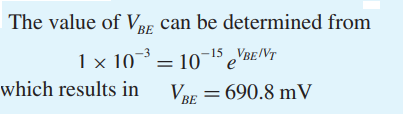 The value of V_BE can be determined from
1 × 10⁻³ = 10⁻¹⁵ e^(V_BE/V_T)
which results in V_BE = 690.8 mV